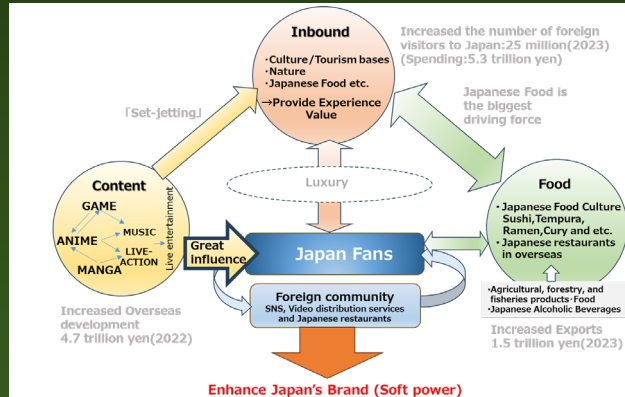 Inbound
・Culture/Tourism bases
・Nature
・Japanese Food etc.
→Provide Experience
Value
Increased the number of foreign
visitors to Japan:25 million(2023)
(Spending:5.3 trillion yen)
「Set-jetting」
Japanese Food is
the biggest
driving force
Luxury
Content
GAME
ANIME
MUSIC
LIVE-
ACTION
MANGA
Live entertainment
Great
influence
Japan Fans
Food
・Japanese Food Culture
Sushi,Tempura,
Ramen,Cury and etc.
・Japanese restaurants
in overseas
Foreign community
SNS, Video distribution services
and Japanese restaurants
・Agricultural, forestry, and
fisheries products・Food
・Japanese Alcoholic Beverages
Increased Overseas
development
4.7 trillion yen(2022)
Increased Exports
1.5 trillion yen(2023)
Enhance Japan's Brand (Soft power)